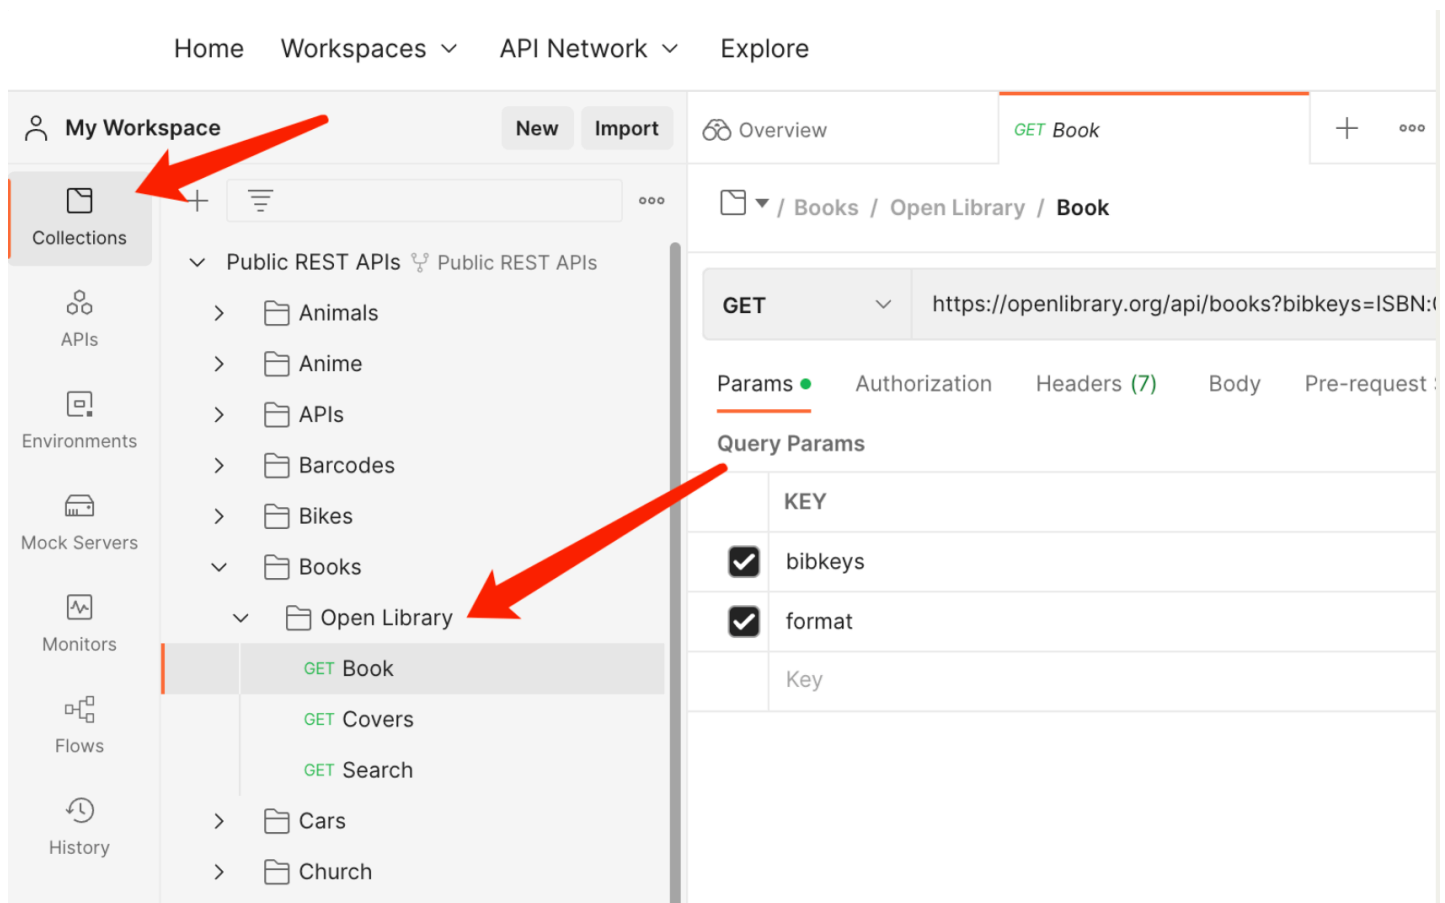 Home Workspaces API Network Explore
My Workspace New Import
Overview
GET Book
Collections
APIs
Environments
Mock Servers
Monitors
Flows
History
Public REST APIs Public REST APIs
Animals
Anime
APIs
Barcodes
Bikes
Books
Open Library
GET Book
GET Covers
GET Search
Cars
Church
/ Books / Open Library / Book
GET https://openlibrary.org/api/books?bibkeys=ISBN:
Params Authorization Headers (7) Body Pre-request
Query Params
KEY
bibkeys
format
Key